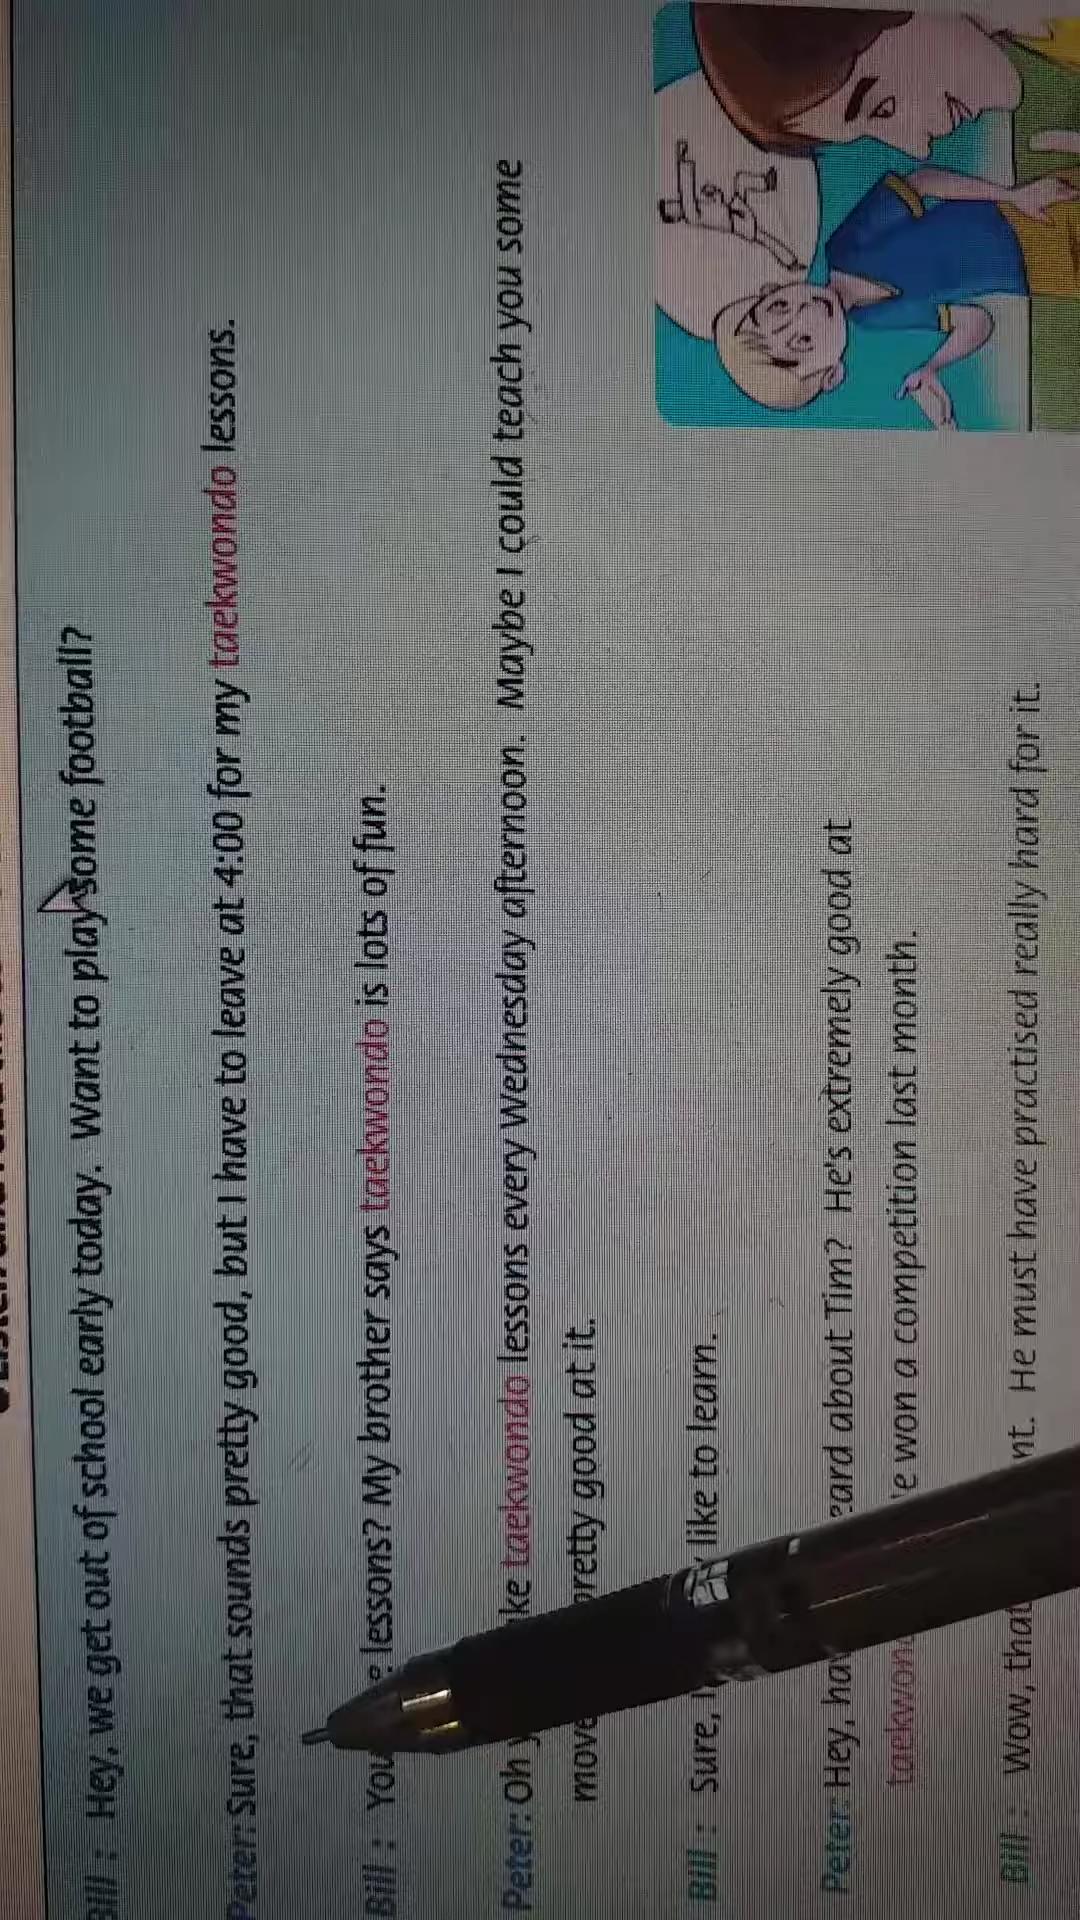 Bill : Hey, we get out of school early today. Want to play some football?
Peter: Sure, that sounds pretty good, but I have to leave at 4:00 for my taekwondo lessons.
Bill : lessons? My brother says taekwondo is lots of fun.
Peter: Oh taekwondo lessons every Wednesday afternoon. Maybe I could teach you some
pretty good at it.
Bill : Sure, like to learn.
Peter: Hey, about Tim? He's extremely good at
won a competition last month.
Bill : Wow, He must have practised really hard for it.